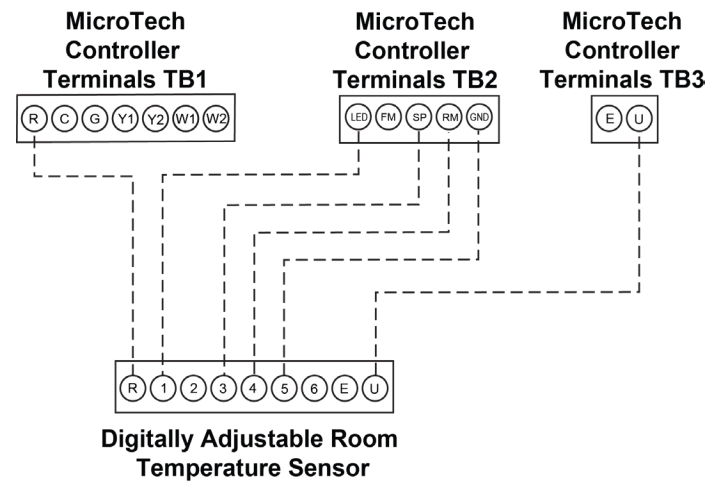 MicroTech
Controller
Terminals TB1
MicroTech
Controller
Terminals TB2
MicroTech
Controller
Terminals TB3
R C G Y1 Y2 W1 W2
LED FM SP RM GND
E U
R 1 2 3 4 5 6 E U
Digitally Adjustable Room
Temperature Sensor